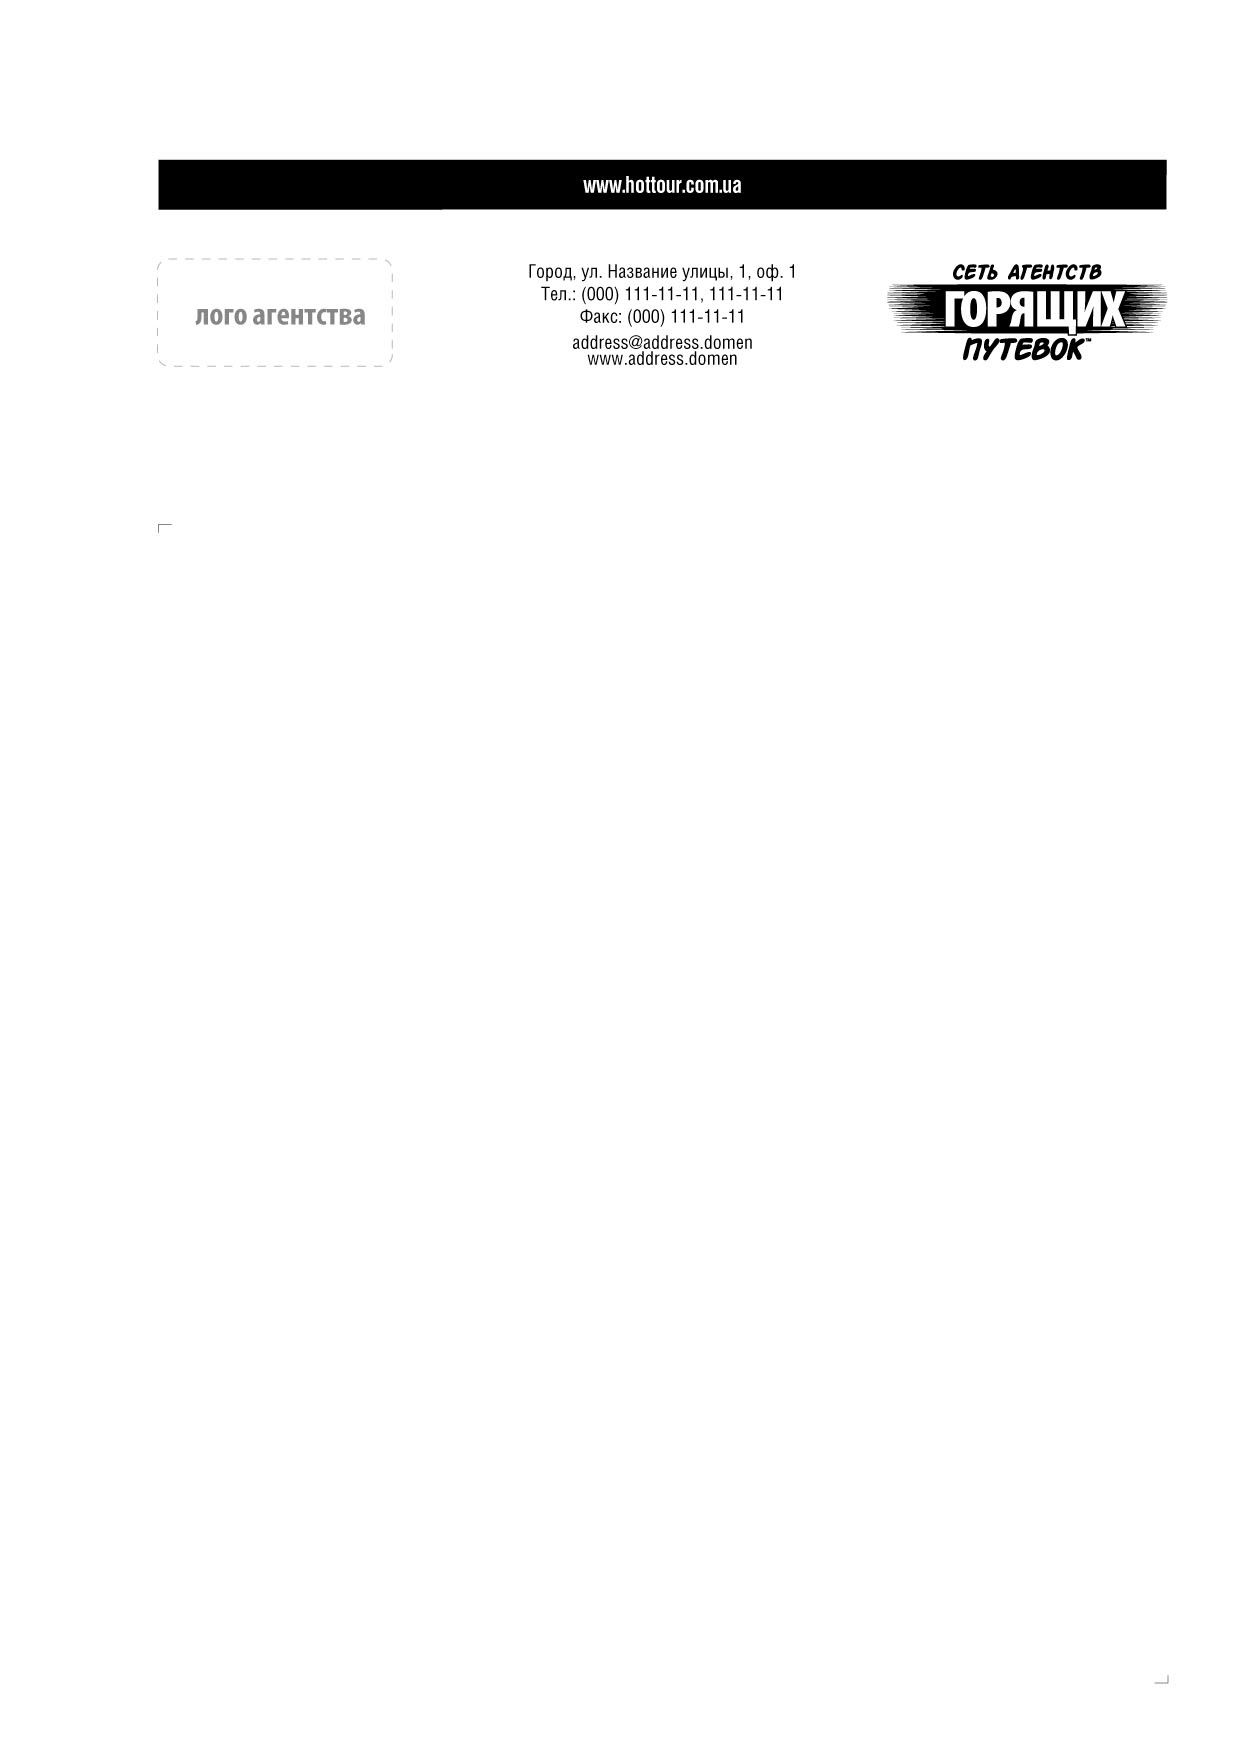 www.hottour.com.ua
лого агентства
Город, ул. Название улицы, 1, оф. 1
Тел.: (000) 111-11-11, 111-11-11
Факс: (000) 111-11-11
address@address.domen
www.address.domen
СЕТЬ АГЕНТСТВ
ГОРЯЩИХ
ПУТЕВОК™